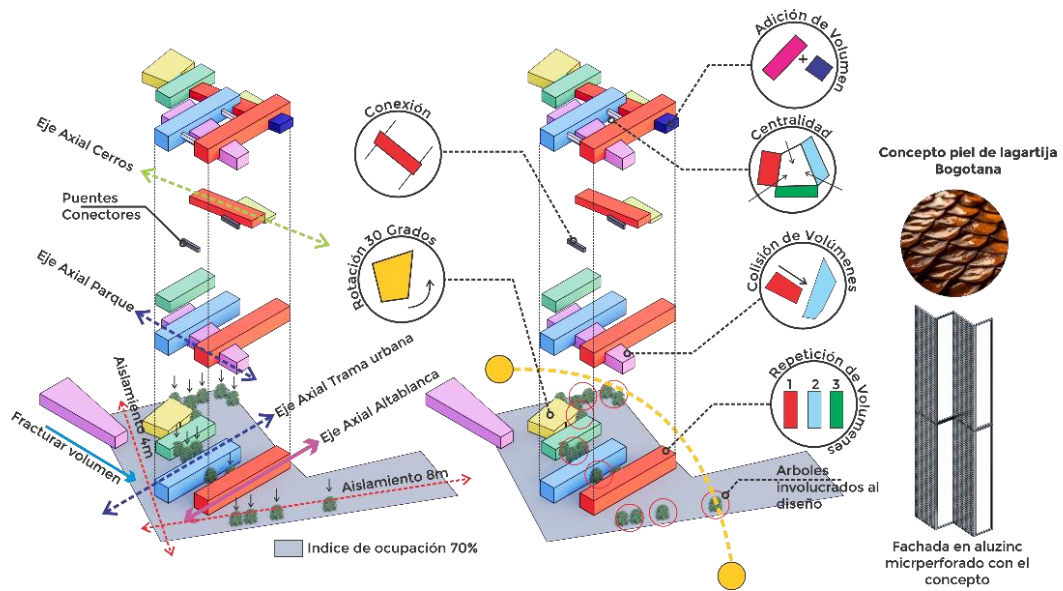 Eje Axial Cerros
Puentes
Conectores
Eje Axial Parque
Aislamiento 4m
Fracturar volumen
Eje Axial Trama urbana
Eje Axial Altablanca
Aislamiento 8m
Indice de ocupación 70%
Conexión
Rotación 30 Grados
Adición de Volumen
+
Centralidad
Colisión de Volúmenes
Repetición de Volumenes
1 2 3
Arboles
involucrados al
diseño
Concepto piel de lagartija
Bogotana
Fachada en aluzinc
micrperforado con el
concepto